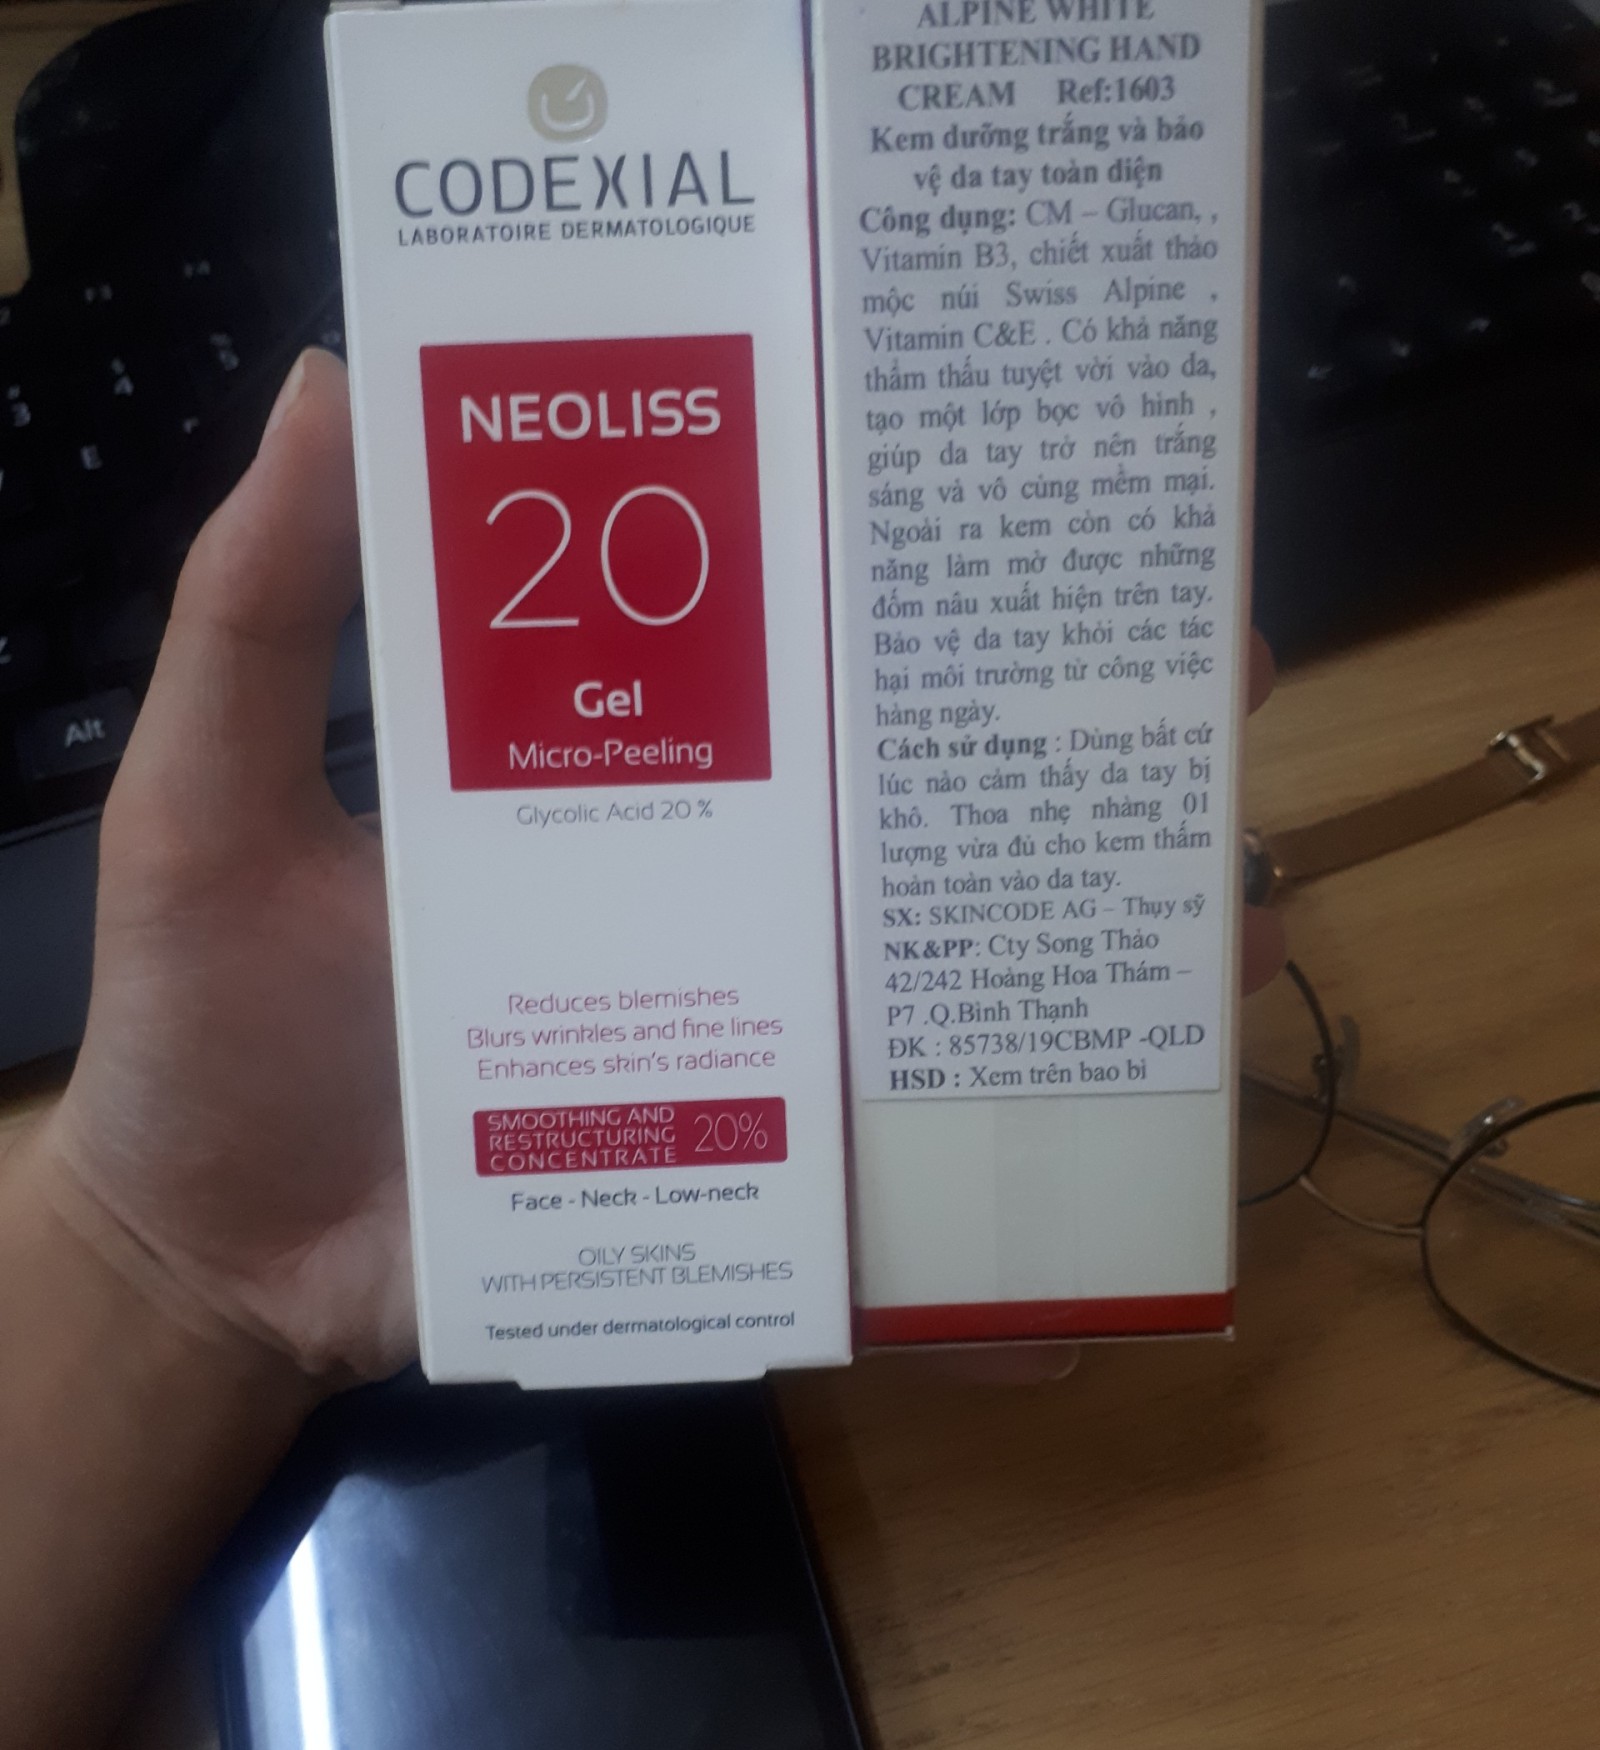 CODEXIAL
LABORATOIRE DERMATOLOGIQUE
NEOLISS
20
Gel
Micro-Peeling
Glycolic Acid 20 %
Reduces blemishes
Blurs wrinkles and fine lines
Enhances skin's radiance
SMOOTHING AND
RESTRUCTURING
CONCENTRATE
20%
Face - Neck - Low-neck
OILY SKINS
WITH PERSISTENT BLEMISHES
Tested under dermatological control
ALPINE WHITE
BRIGHTENING HAND
CREAM Ref:1603
Kem dưỡng trắng và bảo
vệ da tay toàn diện
Công dụng: CM – Glucan, ,
Vitamin B3, chiết xuất thảo
mộc núi Swiss Alpine ,
Vitamin C&E . Có khả năng
thẩm thấu tuyệt vời vào da,
tạo một lớp bọc vô hình ,
giúp da tay trở nên trắng
sáng và vô cùng mềm mại.
Ngoài ra kem còn có khả
năng làm mờ được những
đốm nâu xuất hiện trên tay.
Bảo vệ da tay khỏi các tác
hại môi trường từ công việc
hàng ngày.
Cách sử dụng : Dùng bất cứ
lúc nào cảm thấy da tay bị
khô. Thoa nhẹ nhàng 01
lượng vừa đủ cho kem thấm
hoàn toàn vào da tay.
SX: SKINCODE AG – Thụy sỹ
NK&PP: Cty Song Thảo
42/242 Hoàng Hoa Thám –
P7 .Q.Bình Thạnh
ĐK : 85738/19CBMP -QLD
HSD : Xem trên bao bì
F3
F4
3
4
5
E
Alt